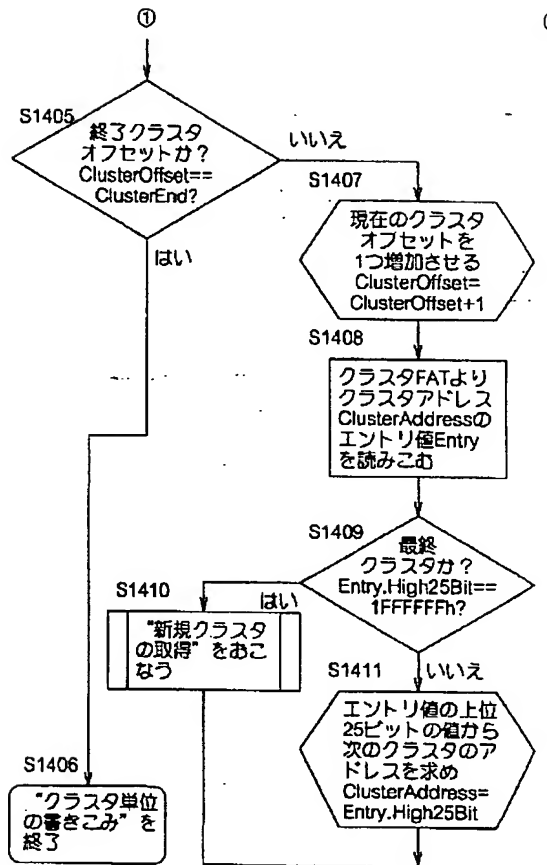 ①
S1405
終了クラスタ
オフセットか？
ClusterOffset==
ClusterEnd?
いいえ
はい
S1407
現在のクラスタ
オフセットを
1つ増加させる
ClusterOffset=
ClusterOffset+1
S1408
クラスタFATより
クラスタアドレス
ClusterAddressの
エントリ値Entry
を読みこむ
S1409
最終
クラスタか？
Entry.High25Bit==
1FFFFFFh?
はい
S1410
“新規クラスタ
の取得”をおこ
なう
S1411
いいえ
エントリ値の上位
25ビットの値から
次のクラスタのア
ドレスを求め
ClusterAddress=
Entry.High25Bit
S1406
“クラスタ単位
の書きこみ”を
終了